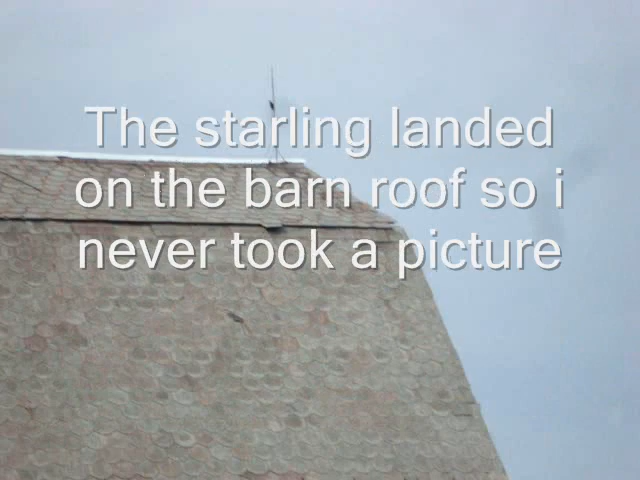 The starling landed
on the barn roof so i
never took a picture